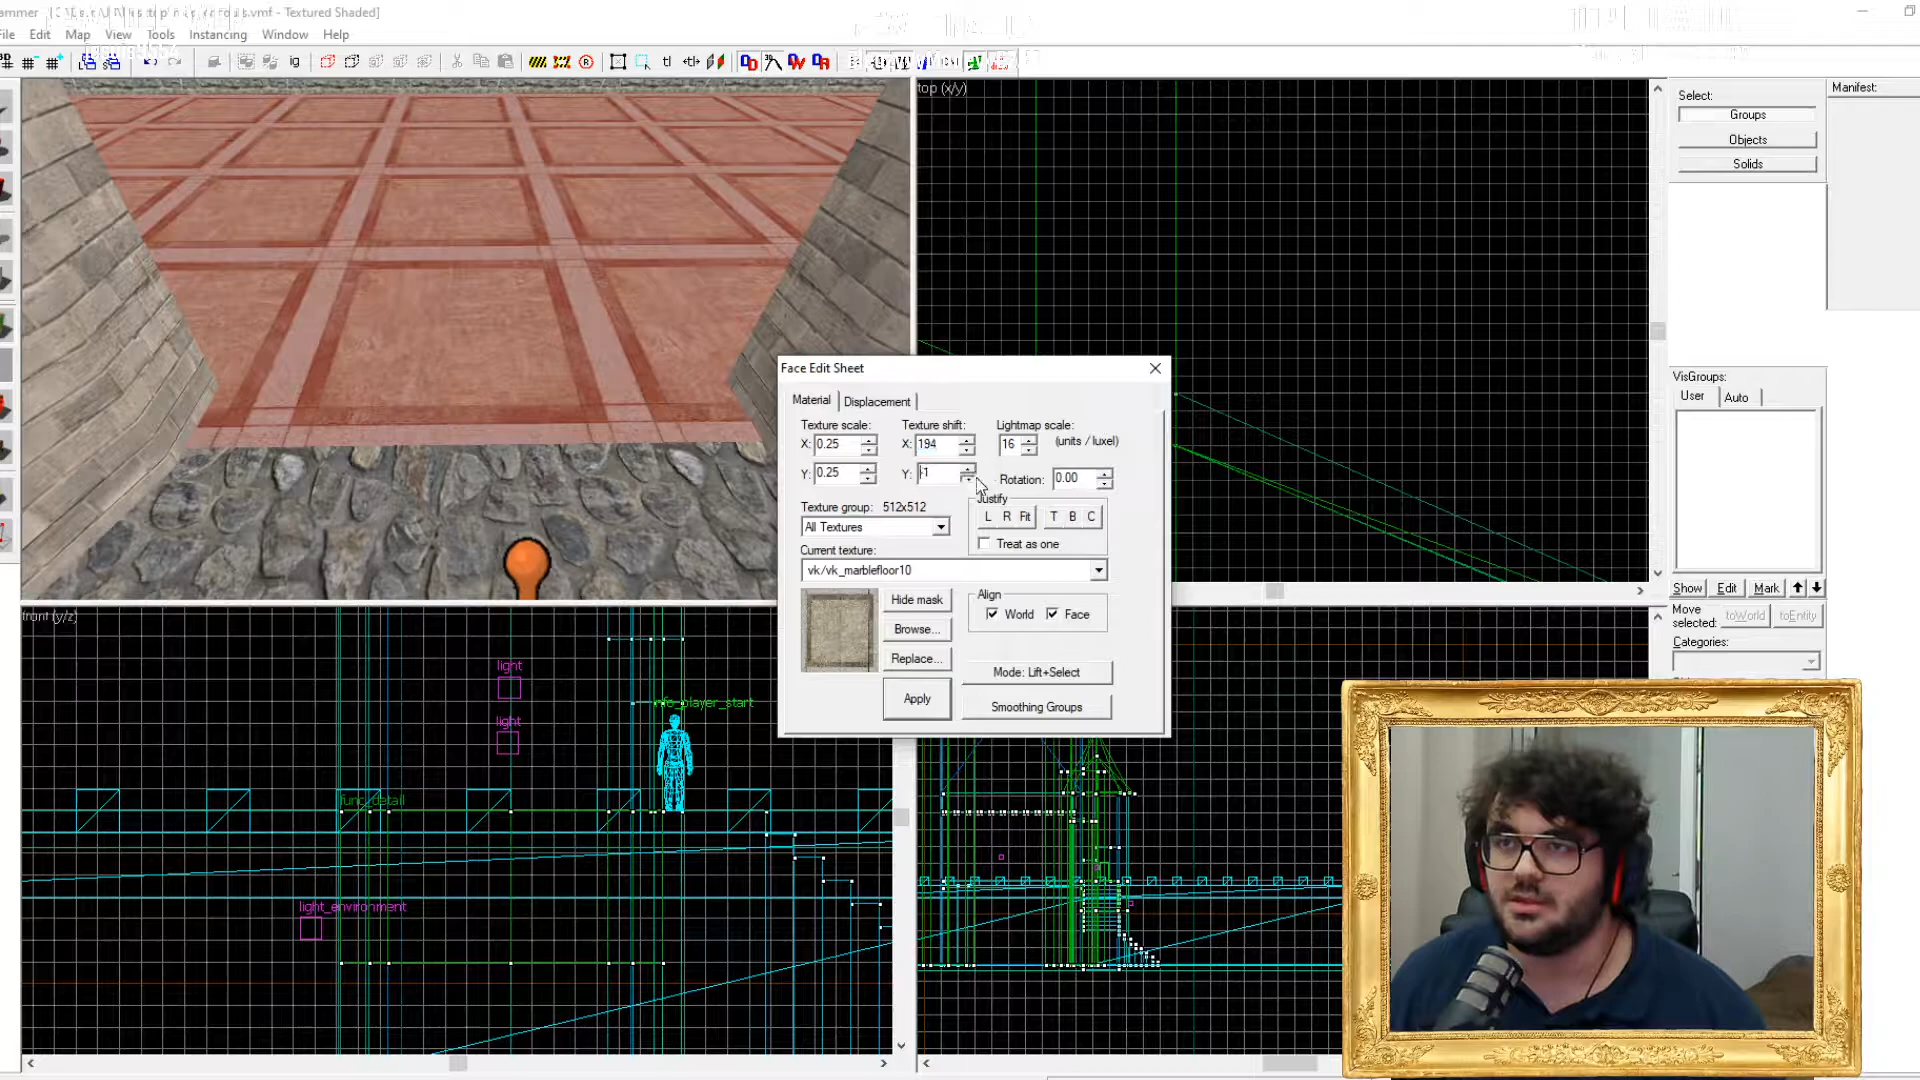 File Edit Map View Tools Instancing Window Help
top (x/y)
Select:
Groups
Objects
Solids
Manifest:
Face Edit Sheet
Material
Displacement
Texture scale:
Texture shift:
Lightmap scale:
X: 0.25
X: 194
16
(units / luxel)
Y: 0.25
Y: -1
Rotation: 0.00
Justify
Texture group: 512x512
L R Fit T B C
All Textures
Treat as one
Current texture:
vk/vk_marblefloor10
Hide mask
Align
World
Face
Browse...
Replace...
Mode: Lift+Select
Apply
Smoothing Groups
VisGroups:
User
Auto
Show Edit Mark
Move
selected:
toWorld
toEntity
Categories:
front (y/z)
light
light
info_player_start
func_detail
light_environment